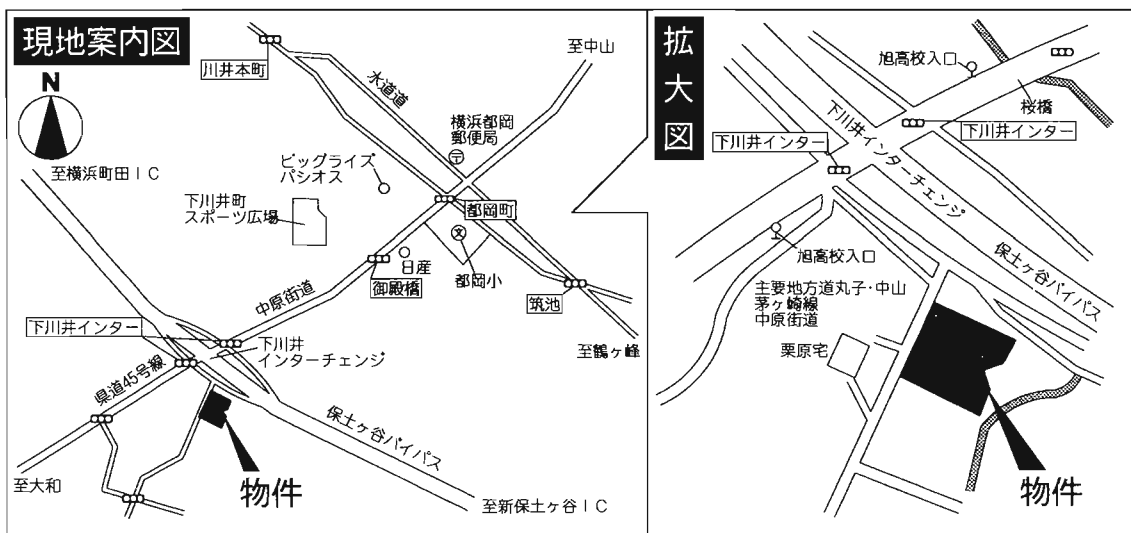 現地案内図
N
至横浜町田IC
川井本町
水道道
至中山
横浜都岡
郵便局
〒
ビッグライズ
パシオス
下川井町
スポーツ広場
都岡町
文
日産
都岡小
御殿橋
中原街道
筑池
至鶴ヶ峰
下川井インター
下川井
インターチェンジ
県道45号線
保土ヶ谷バイパス
至大和
物件
至新保土ヶ谷IC
拡大図
旭高校入口
桜橋
下川井インター
下川井インター
下川井インターチェンジ
保土ヶ谷バイパス
旭高校入口
主要地方道丸子・中山
茅ヶ崎線
中原街道
栗原宅
物件